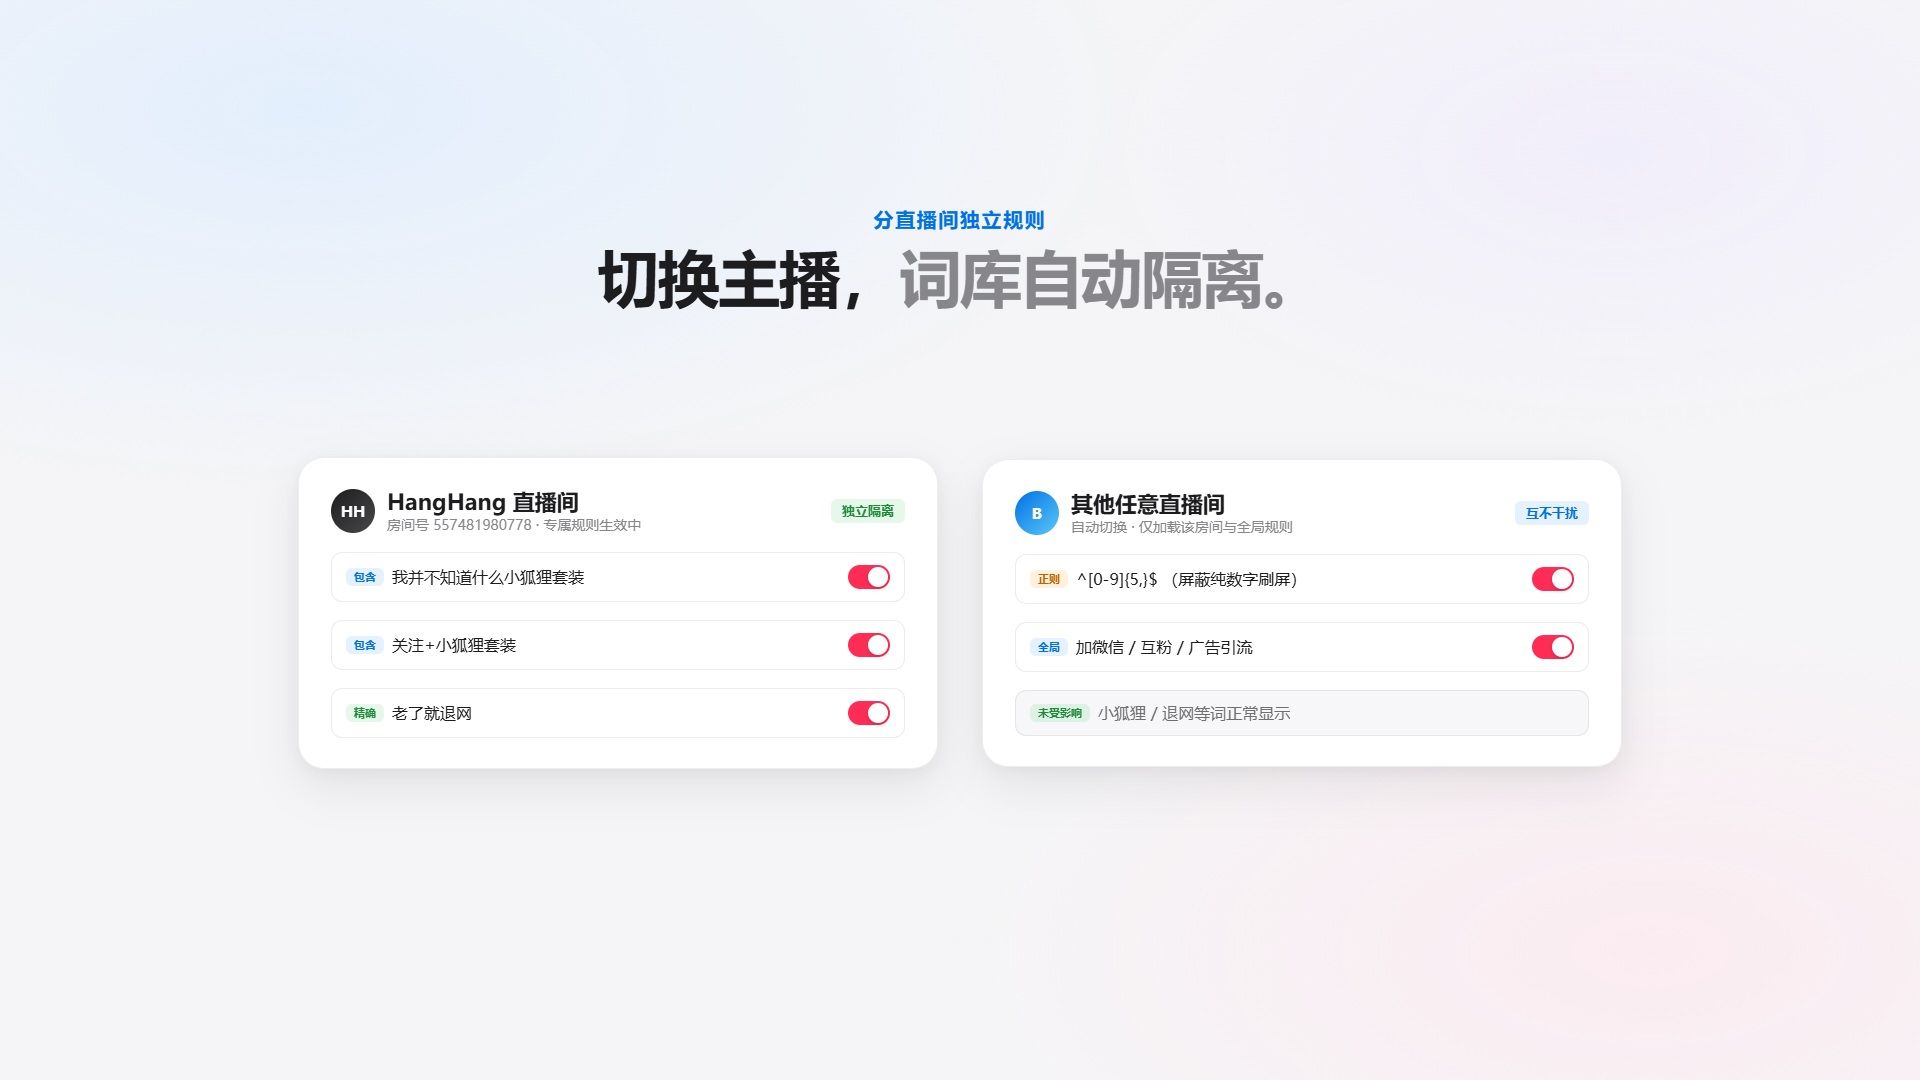 分直播间独立规则
切换主播，词库自动隔离。
HH
HangHang 直播间
房间号 557481980778 · 专属规则生效中
独立隔离
包含 我并不知道什么小狐狸套装
包含 关注+小狐狸套装
精确 老了就退网
B
其他任意直播间
自动切换 · 仅加载该房间与全局规则
互不干扰
正则 ^[0-9]{5,}$ （屏蔽纯数字刷屏）
全局 加微信 / 互粉 / 广告引流
未受影响 小狐狸 / 退网等词正常显示